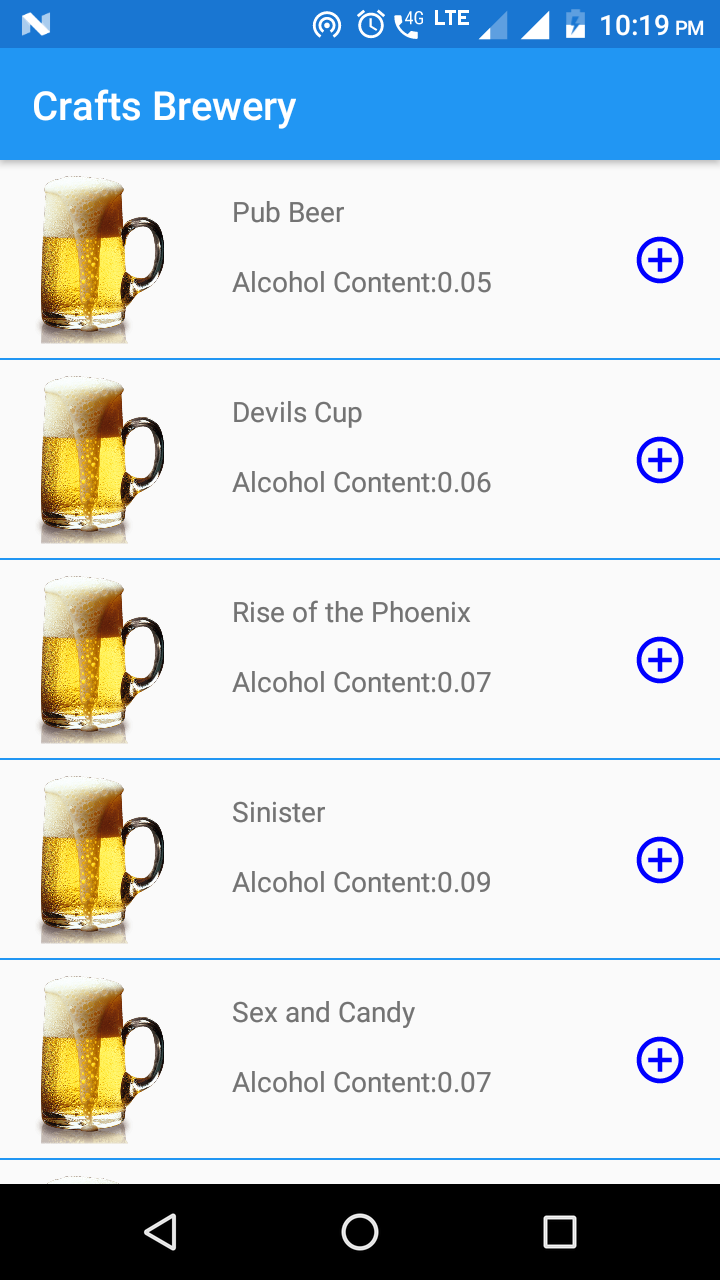 4G LTE 10:19 PM
Crafts Brewery
Pub Beer
Alcohol Content:0.05
Devils Cup
Alcohol Content:0.06
Rise of the Phoenix
Alcohol Content:0.07
Sinister
Alcohol Content:0.09
Sex and Candy
Alcohol Content:0.07